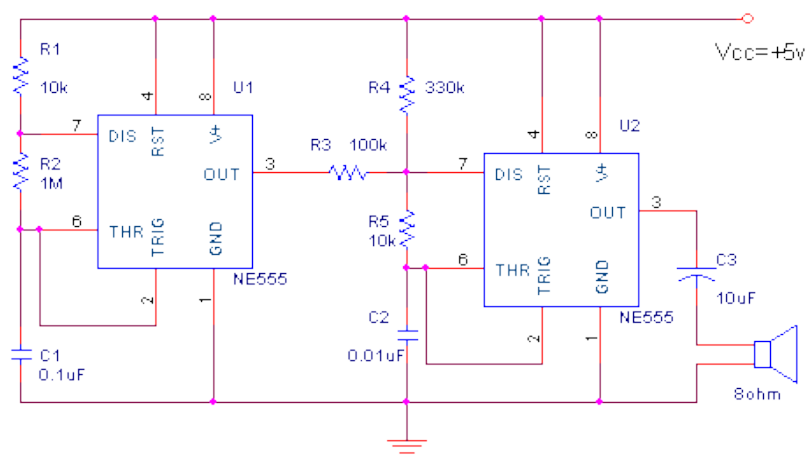 R1
10k
R4
330k
Vcc=+5v
U1
4
8
7
DIS
RST
V+
R2
1M
OUT
3
R3
100k
U2
4
8
7
DIS
RST
V+
6
THR
TRIG
GND
R5
10k
OUT
3
NE555
6
THR
TRIG
GND
C3
10uF
2
1
C2
0.01uF
NE555
2
1
C1
0.1uF
8ohm